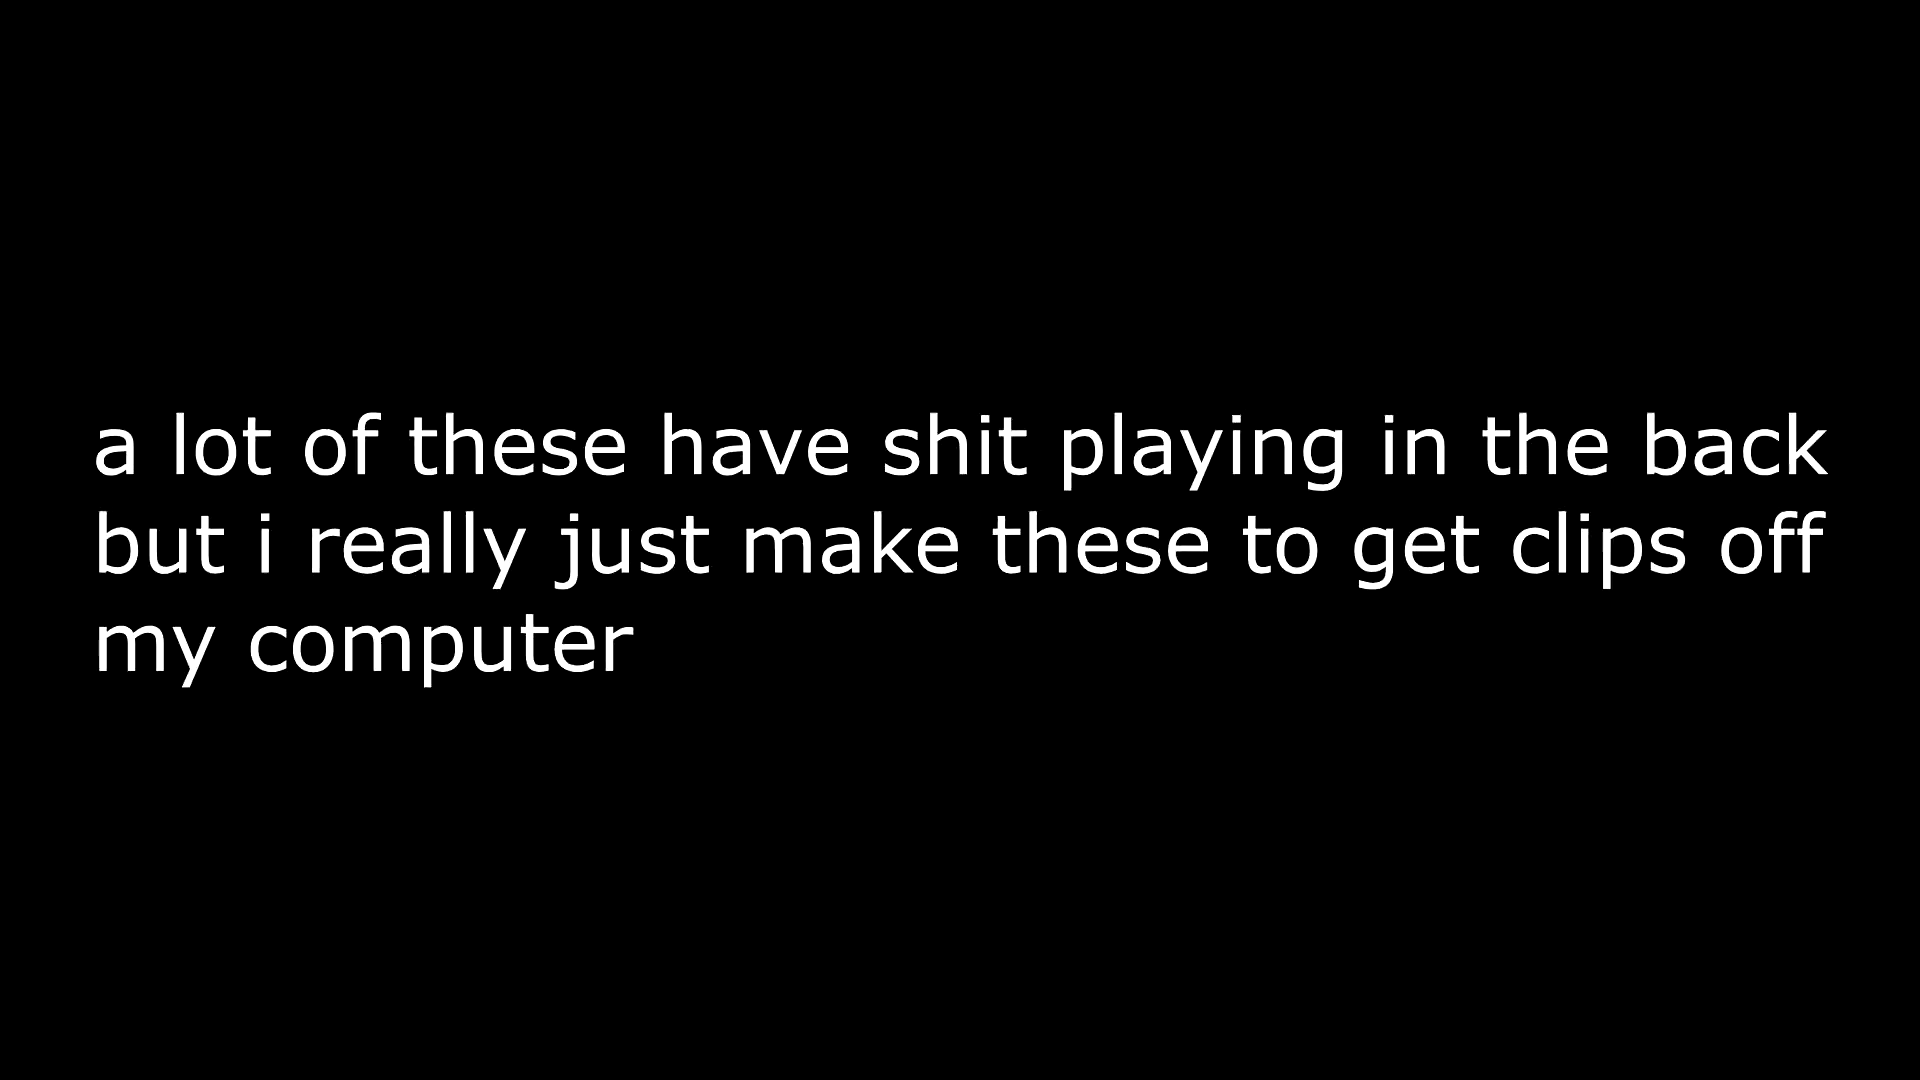 a lot of these have shit playing in the back
but i really just make these to get clips off
my computer